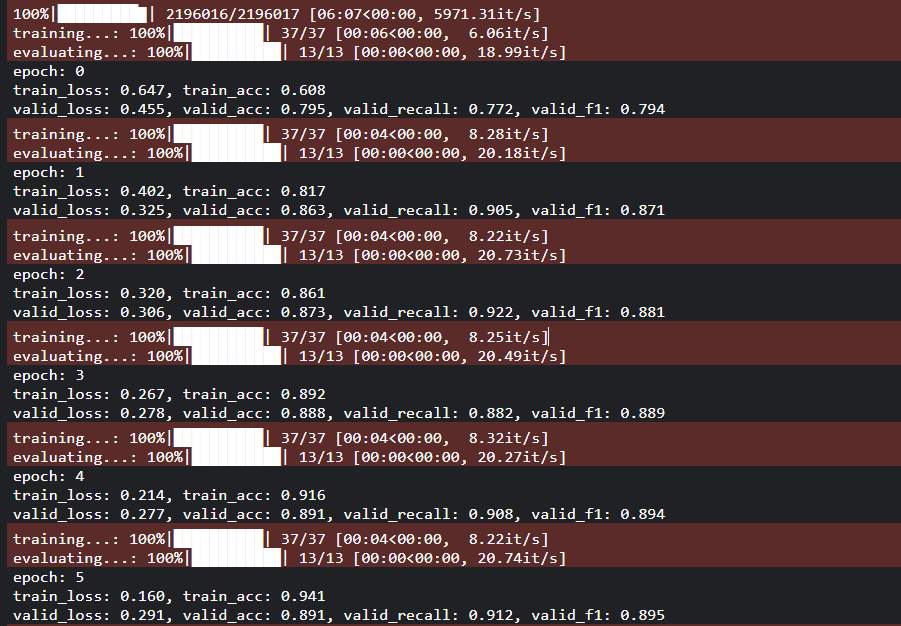 100%|██████████| 2196016/2196017 [06:07<00:00, 5971.31it/s]
training...: 100%|██████████| 37/37 [00:06<00:00,  6.06it/s]
evaluating...: 100%|██████████| 13/13 [00:00<00:00, 18.99it/s]
epoch: 0
train_loss: 0.647, train_acc: 0.608
valid_loss: 0.455, valid_acc: 0.795, valid_recall: 0.772, valid_f1: 0.794
training...: 100%|██████████| 37/37 [00:04<00:00,  8.28it/s]
evaluating...: 100%|██████████| 13/13 [00:00<00:00, 20.18it/s]
epoch: 1
train_loss: 0.402, train_acc: 0.817
valid_loss: 0.325, valid_acc: 0.863, valid_recall: 0.905, valid_f1: 0.871
training...: 100%|██████████| 37/37 [00:04<00:00,  8.22it/s]
evaluating...: 100%|██████████| 13/13 [00:00<00:00, 20.73it/s]
epoch: 2
train_loss: 0.320, train_acc: 0.861
valid_loss: 0.306, valid_acc: 0.873, valid_recall: 0.922, valid_f1: 0.881
training...: 100%|██████████| 37/37 [00:04<00:00,  8.25it/s]
evaluating...: 100%|██████████| 13/13 [00:00<00:00, 20.49it/s]
epoch: 3
train_loss: 0.267, train_acc: 0.892
valid_loss: 0.278, valid_acc: 0.888, valid_recall: 0.882, valid_f1: 0.889
training...: 100%|██████████| 37/37 [00:04<00:00,  8.32it/s]
evaluating...: 100%|██████████| 13/13 [00:00<00:00, 20.27it/s]
epoch: 4
train_loss: 0.214, train_acc: 0.916
valid_loss: 0.277, valid_acc: 0.891, valid_recall: 0.908, valid_f1: 0.894
training...: 100%|██████████| 37/37 [00:04<00:00,  8.22it/s]
evaluating...: 100%|██████████| 13/13 [00:00<00:00, 20.74it/s]
epoch: 5
train_loss: 0.160, train_acc: 0.941
valid_loss: 0.291, valid_acc: 0.891, valid_recall: 0.912, valid_f1: 0.895